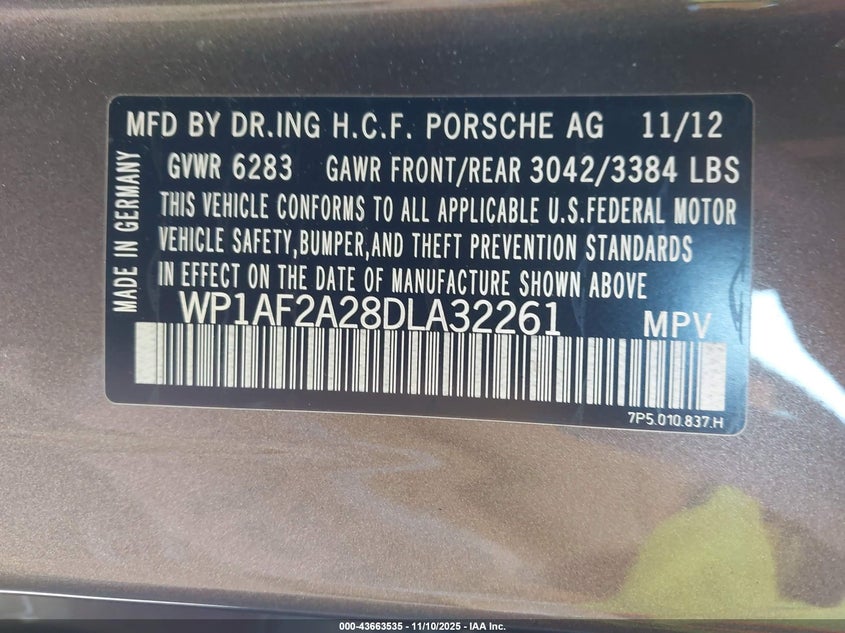 MFD BY DR.ING H.C.F. PORSCHE AG 11/12
GVWR 6283 GAWR FRONT/REAR 3042/3384 LBS
THIS VEHICLE CONFORMS TO ALL APPLICABLE U.S.FEDERAL MOTOR
VEHICLE SAFETY,BUMPER,AND THEFT PREVENTION STANDARDS
IN EFFECT ON THE DATE OF MANUFACTURE SHOWN ABOVE
WP1AF2A28DLA32261 MPV
7P5.010.837.H
MADE IN GERMANY
000-43663535 - 11/10/2025 - IAA Inc.